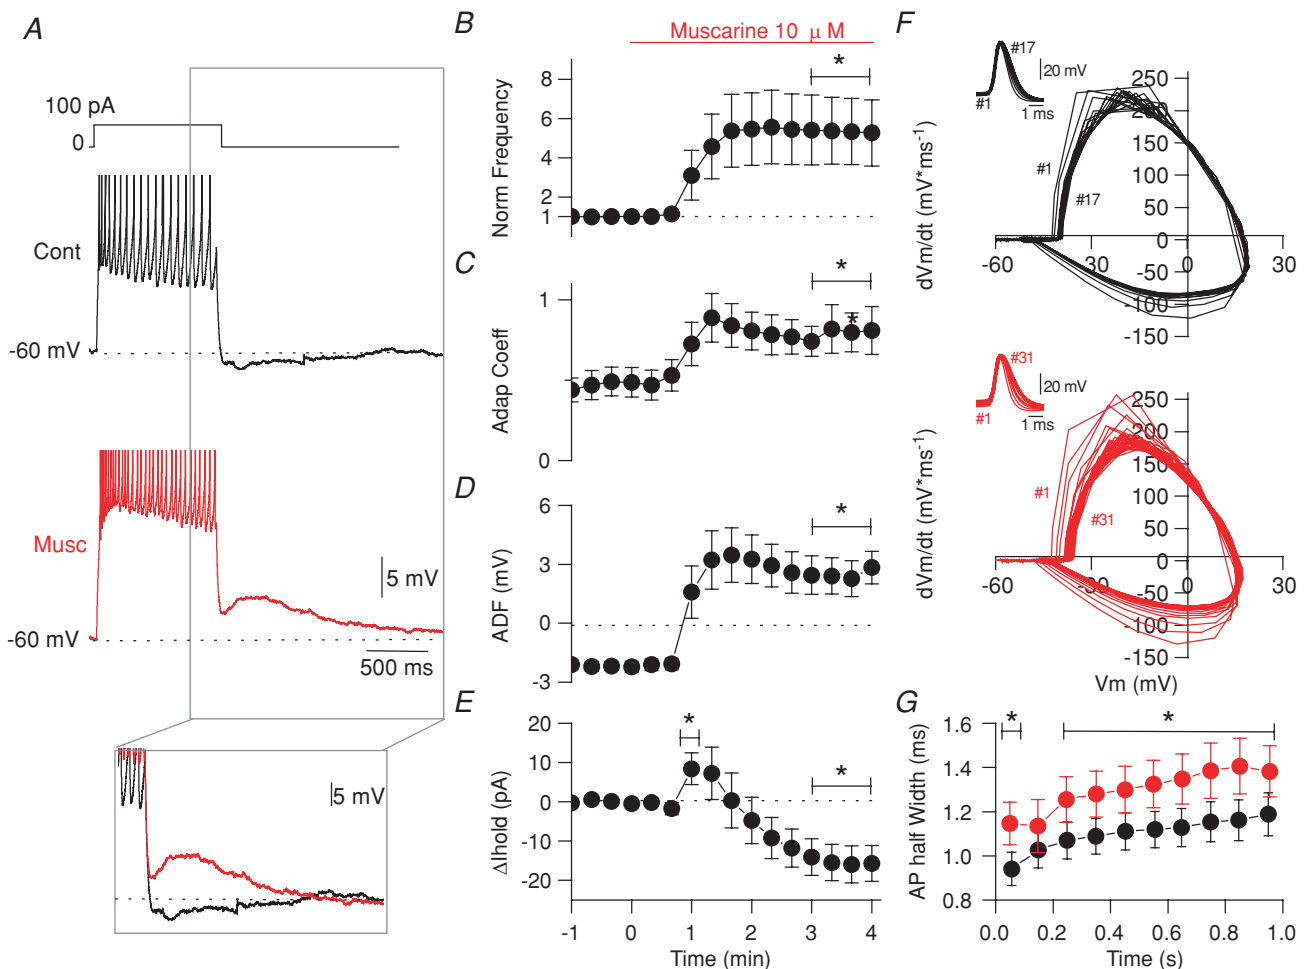 A
100 pA
0
Cont
-60 mV
Musc
-60 mV
5 mV
500 ms
5 mV
B
Muscarine 10 μ M
*
8
6
4
2
1
Norm Frequency
C
*
*
1
0
Adap Coeff
D
*
6
3
0
-3
ADF (mV)
E
*
*
20
10
0
-10
-20
ΔIhold (pA)
-1 0 1 2 3 4
Time (min)
F
#17
20 mV
#1
1 ms
#1
#17
250
200
150
100
50
0
-50
-100
-150
-60 -30 0 30
dVm/dt (mV*ms-1)
#31
20 mV
#1
1 ms
#1
#31
250
200
150
100
50
0
-50
-100
-150
-60 -30 0 30
dVm/dt (mV*ms-1)
Vm (mV)
G
* *
1.6
1.4
1.2
1.0
0.8
AP half Width (ms)
0.0 0.2 0.4 0.6 0.8 1.0
Time (s)